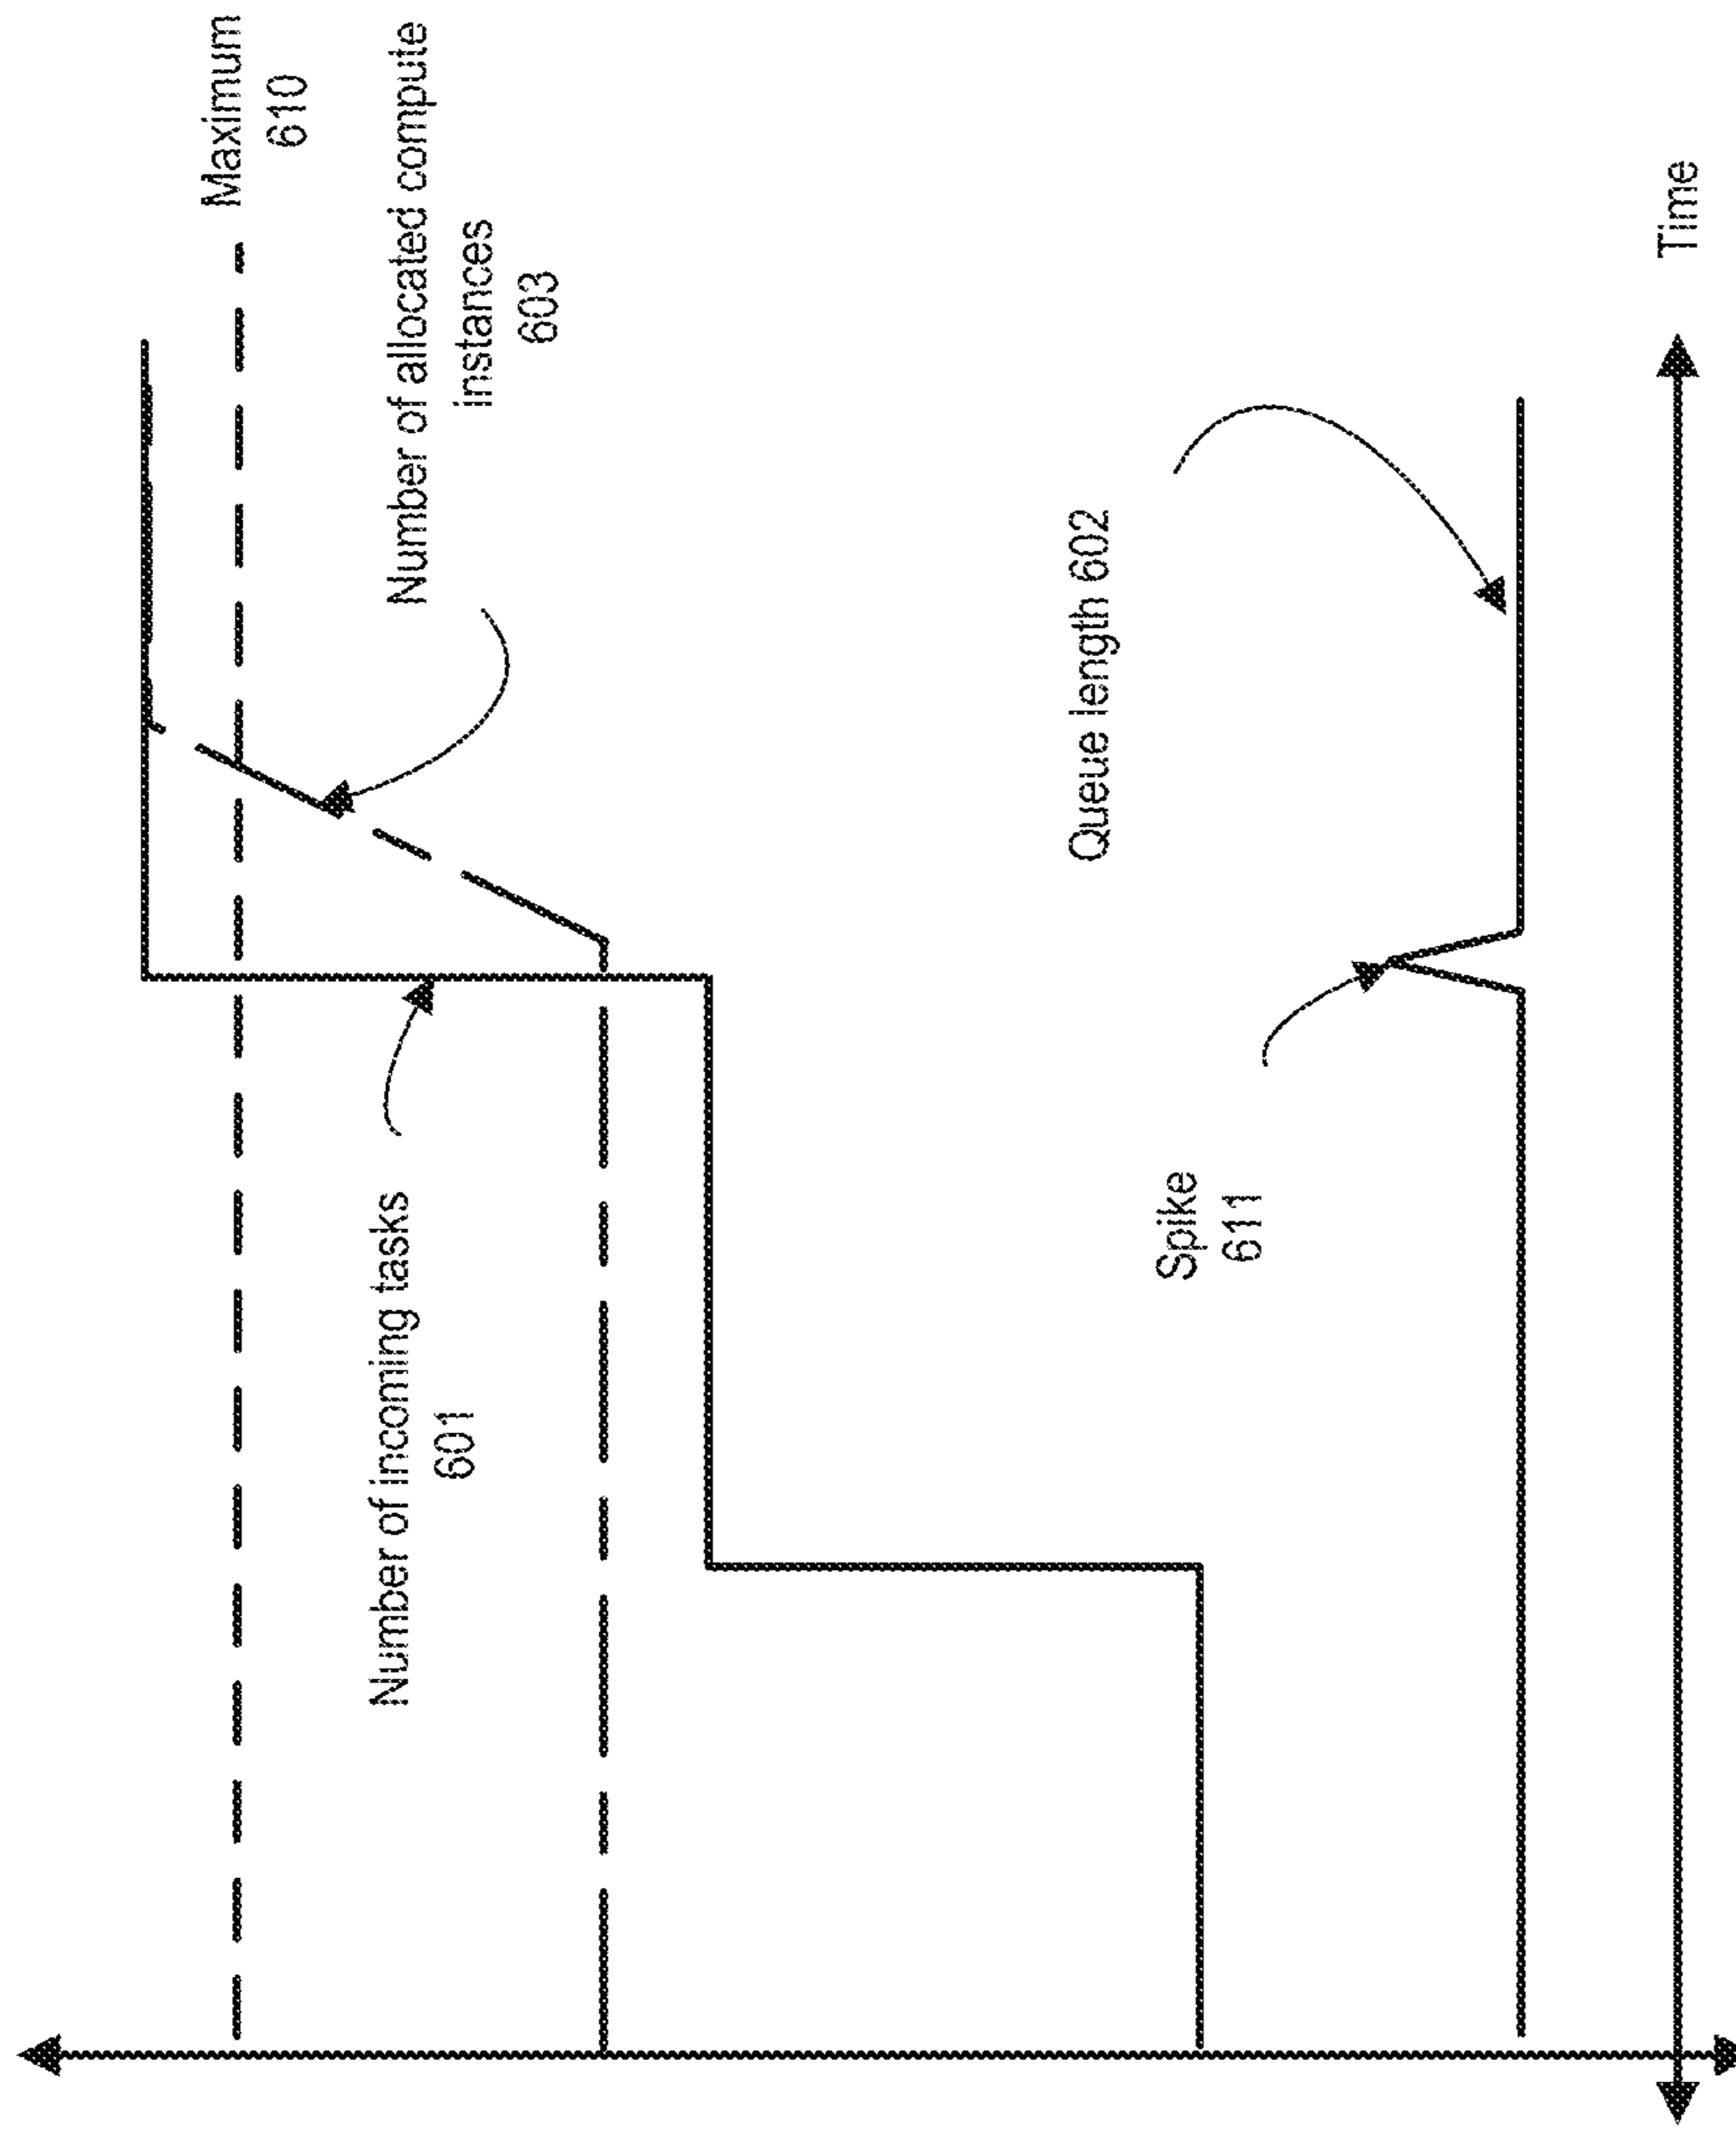 Maximum
610
Number of allocated compute
instances
603
Number of incoming tasks
601
Queue length 602
Spike
611
Time